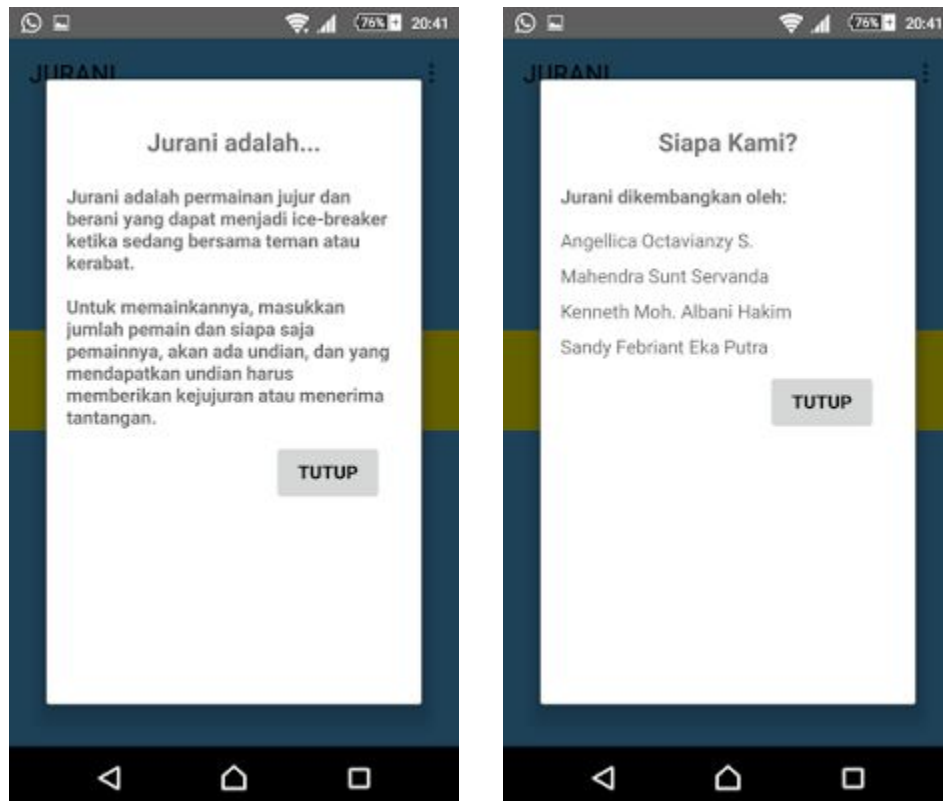 76% 20:41
JURANI
Jurani adalah...
Jurani adalah permainan jujur dan
berani yang dapat menjadi ice-breaker
ketika sedang bersama teman atau
kerabat.
Untuk memainkannya, masukkan
jumlah pemain dan siapa saja
pemainnya, akan ada undian, dan yang
mendapatkan undian harus
memberikan kejujuran atau menerima
tantangan.
TUTUP
76% 20:41
JURANI
Siapa Kami?
Jurani dikembangkan oleh:
Angellica Octavianzy S.
Mahendra Sunt Servanda
Kenneth Moh. Albani Hakim
Sandy Febriant Eka Putra
TUTUP